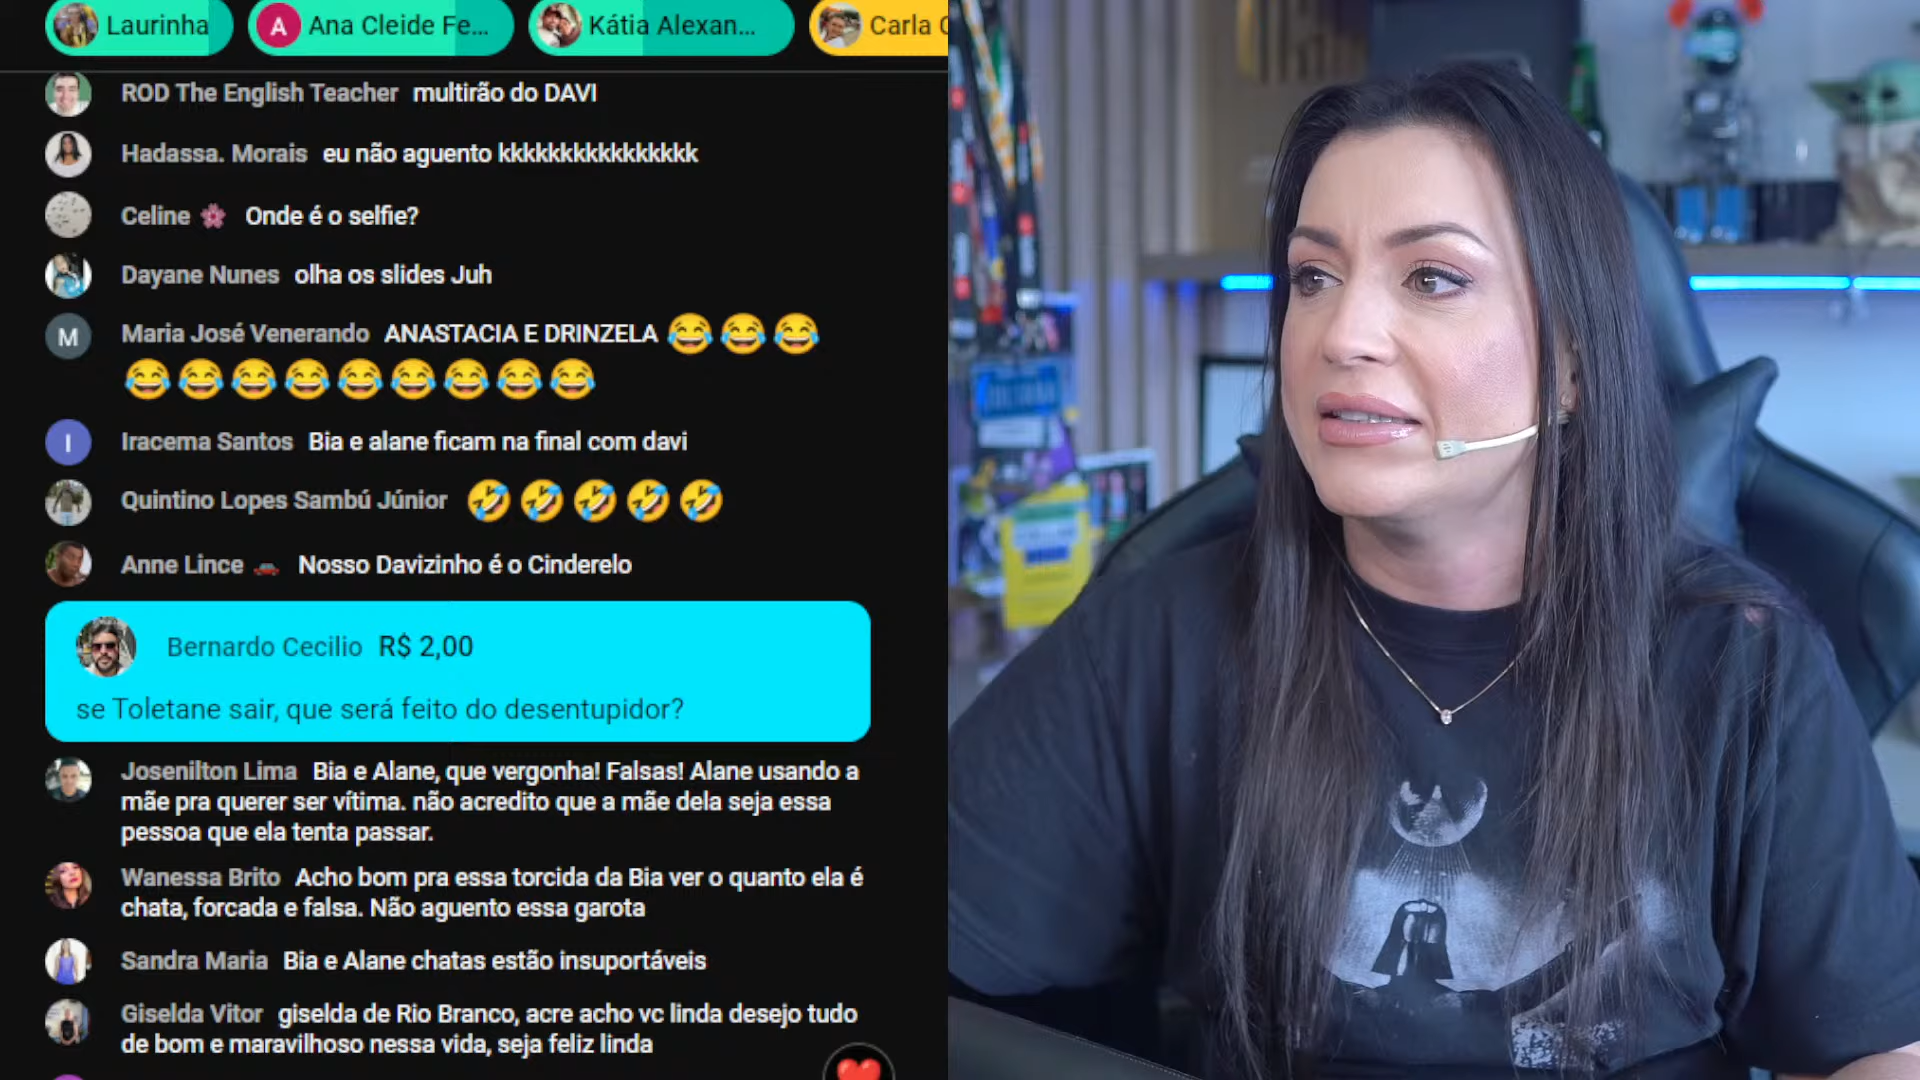 Laurinha
A Ana Cleide Fe...
Kátia Alexan...
Carla
ROD The English Teacher multirão do DAVI
Hadassa. Morais eu não aguento kkkkkkkkkkkkkkkk
Celine 🌸 Onde é o selfie?
Dayane Nunes olha os slides Juh
M Maria José Venerando ANASTACIA E DRINZELA 😂😂😂
😂😂😂😂😂😂😂😂😂
I Iracema Santos Bia e alane ficam na final com davi
Quintino Lopes Sambú Júnior 🤣🤣🤣🤣🤣
Anne Lince 🚗 Nosso Davizinho é o Cinderelo
Bernardo Cecilio R$ 2,00
se Toletane sair, que será feito do desentupidor?
Josenilton Lima Bia e Alane, que vergonha! Falsas! Alane usando a
mãe pra querer ser vítima. não acredito que a mãe dela seja essa
pessoa que ela tenta passar.
Wanessa Brito Acho bom pra essa torcida da Bia ver o quanto ela é
chata, forcada e falsa. Não aguento essa garota
Sandra Maria Bia e Alane chatas estão insuportáveis
Giselda Vitor giselda de Rio Branco, acre acho vc linda desejo tudo
de bom e maravilhoso nessa vida, seja feliz linda